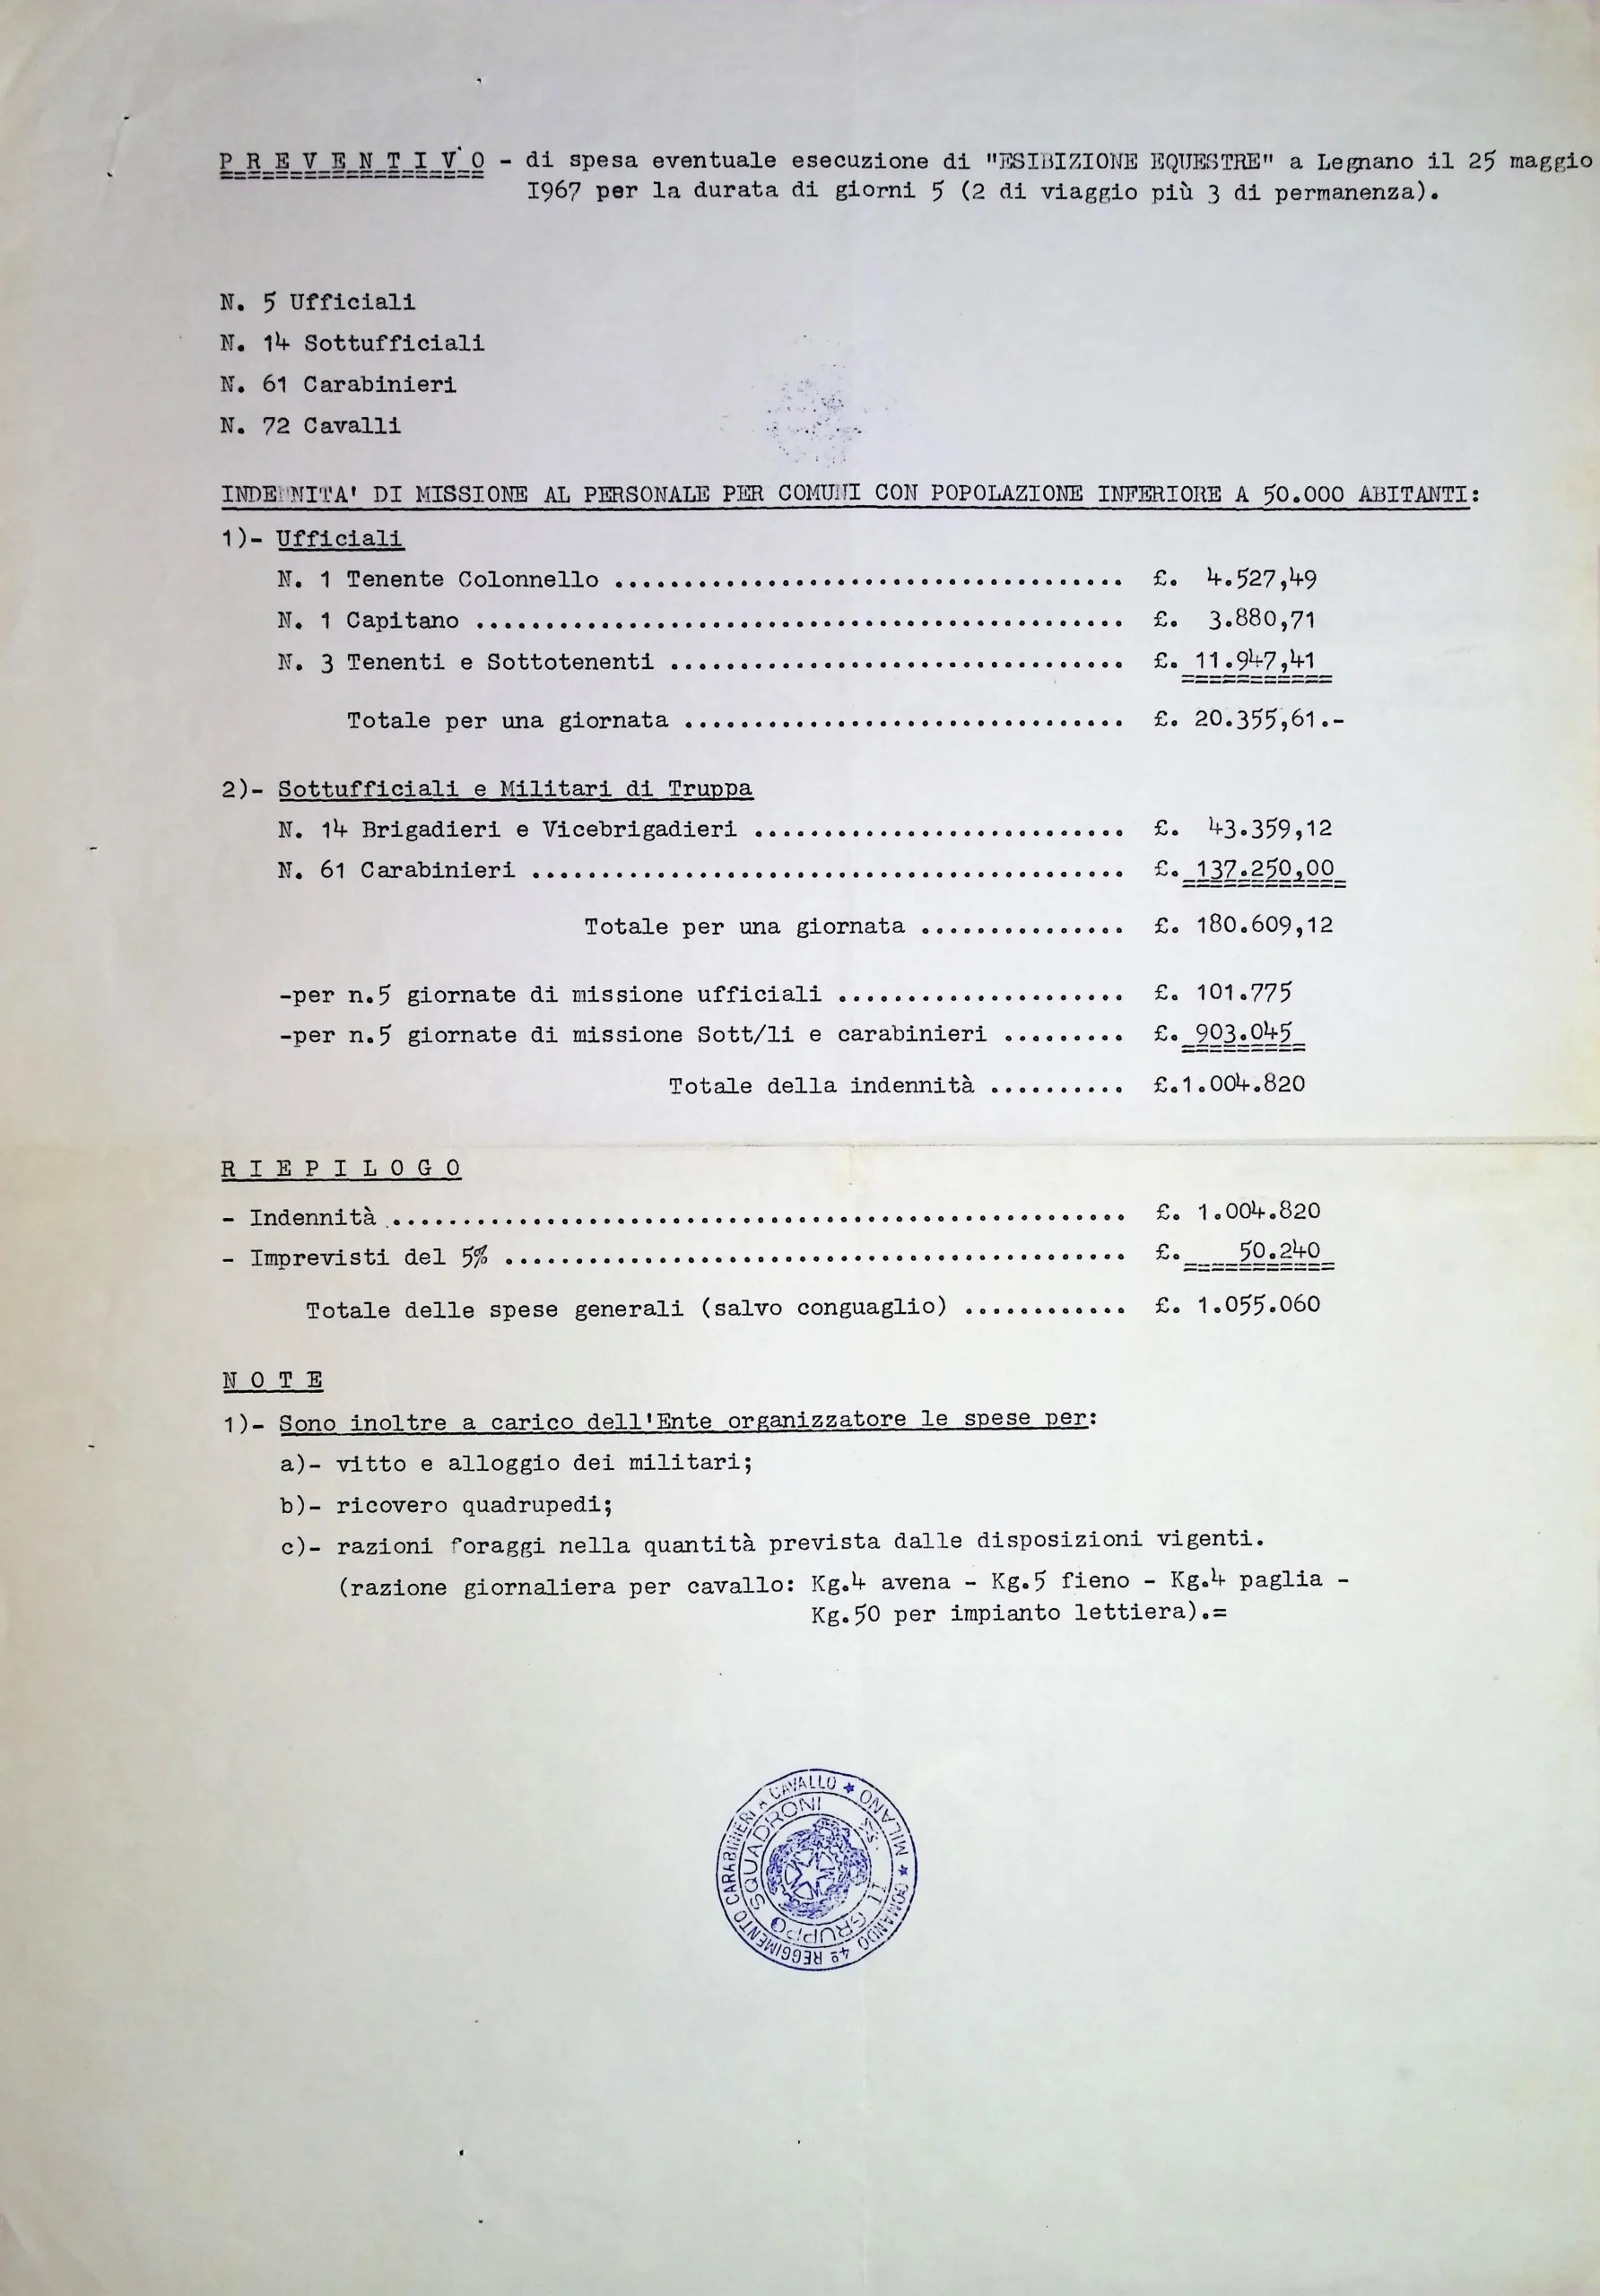 P R E V E N T I V O - di spesa eventuale esecuzione di "ESIBIZIONE EQUESTRE" a Legnano il 25 maggio
I967 per la durata di giorni 5 (2 di viaggio più 3 di permanenza).
N. 5 Ufficiali
N. 14 Sottufficiali
N. 61 Carabinieri
N. 72 Cavalli
INDENNITA' DI MISSIONE AL PERSONALE PER COMUNI CON POPOLAZIONE INFERIORE A 50.000 ABITANTI:
1)- Ufficiali
N. 1 Tenente Colonnello ..................................... £. 4.527,49
N. 1 Capitano ............................................... £. 3.880,71
N. 3 Tenenti e Sottotenenti ................................. £. 11.947,41
Totale per una giornata ................................ £. 20.355,61.-
2)- Sottufficiali e Militari di Truppa
N. 14 Brigadieri e Vicebrigadieri ........................... £. 43.359,12
N. 61 Carabinieri ........................................... £. 137.250,00
Totale per una giornata ............... £. 180.609,12
-per n.5 giornate di missione ufficiali ..................... £. 101.775
-per n.5 giornate di missione Sott/li e carabinieri ......... £. 903.045
Totale della indennità .......... £.1.004.820
R I E P I L O G O
- Indennità ..................................................... £. 1.004.820
- Imprevisti del 5% ............................................. £. 50.240
Totale delle spese generali (salvo conguaglio) ............ £. 1.055.060
N O T E
1)- Sono inoltre a carico dell'Ente organizzatore le spese per:
a)- vitto e alloggio dei militari;
b)- ricovero quadrupedi;
c)- razioni foraggi nella quantità prevista dalle disposizioni vigenti.
(razione giornaliera per cavallo: Kg.4 avena - Kg.5 fieno - Kg.4 paglia -
Kg.50 per impianto lettiera).=
COMANDO 4º REGGIMENTO CARABINIERI A CAVALLO * MILANO *
II GRUPPO SQUADRONI